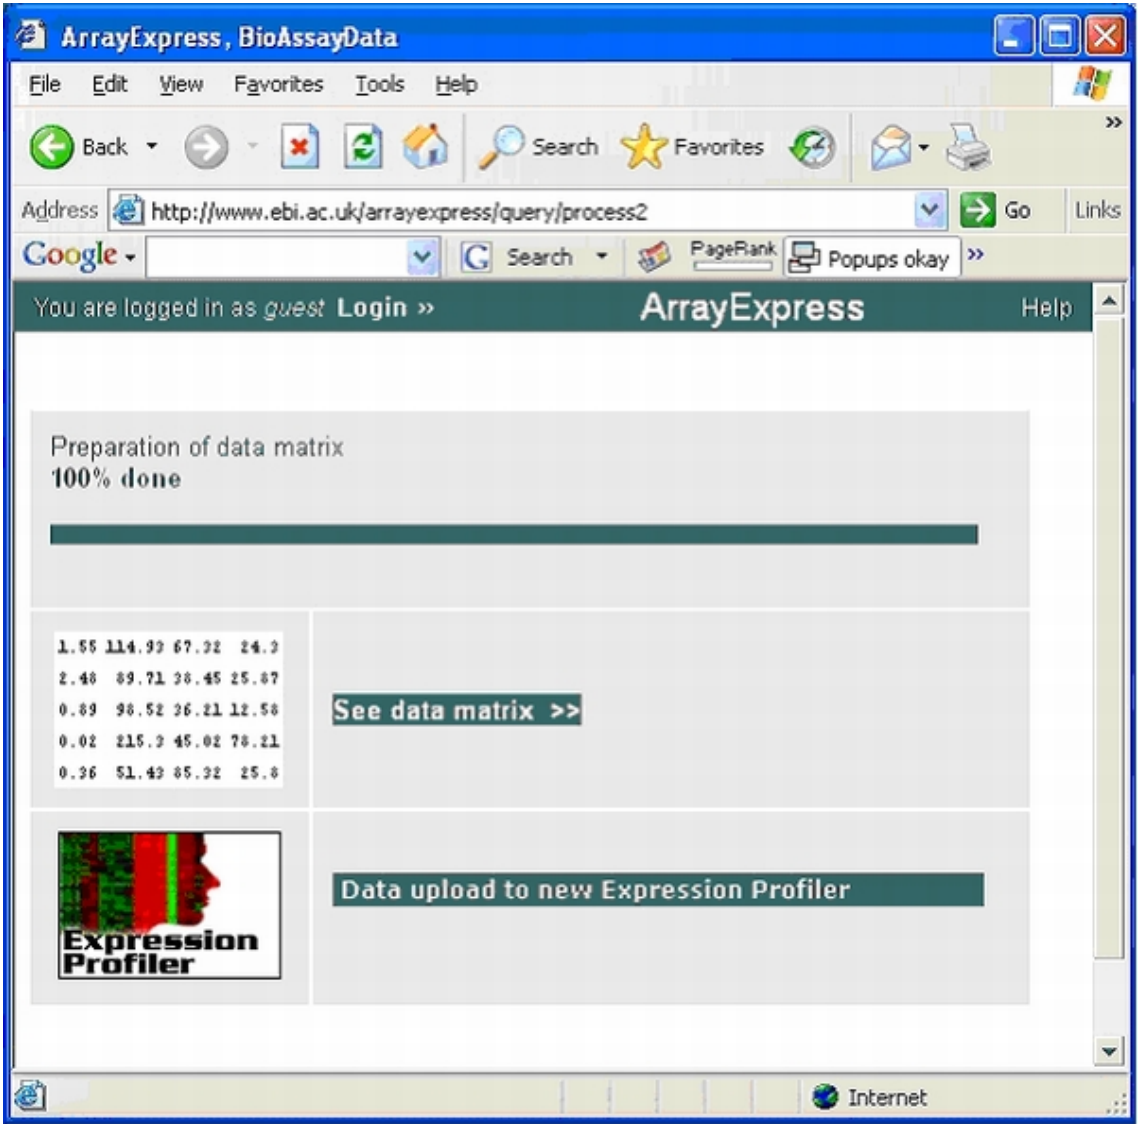 ArrayExpress, BioAssayData
File Edit View Favorites Tools Help
Back Search Favorites »
Address http://www.ebi.ac.uk/arrayexpress/query/process2 Go Links
Google Search PageRank Popups okay »
You are logged in as guest Login » ArrayExpress Help
Preparation of data matrix
100% done
1.55 114.93 67.32 24.3
2.48 89.71 38.45 25.87
0.89 98.52 36.21 12.58
0.02 215.3 45.02 78.21
0.36 51.43 85.32 25.8
See data matrix >>
Expression
Profiler
Data upload to new Expression Profiler
Internet